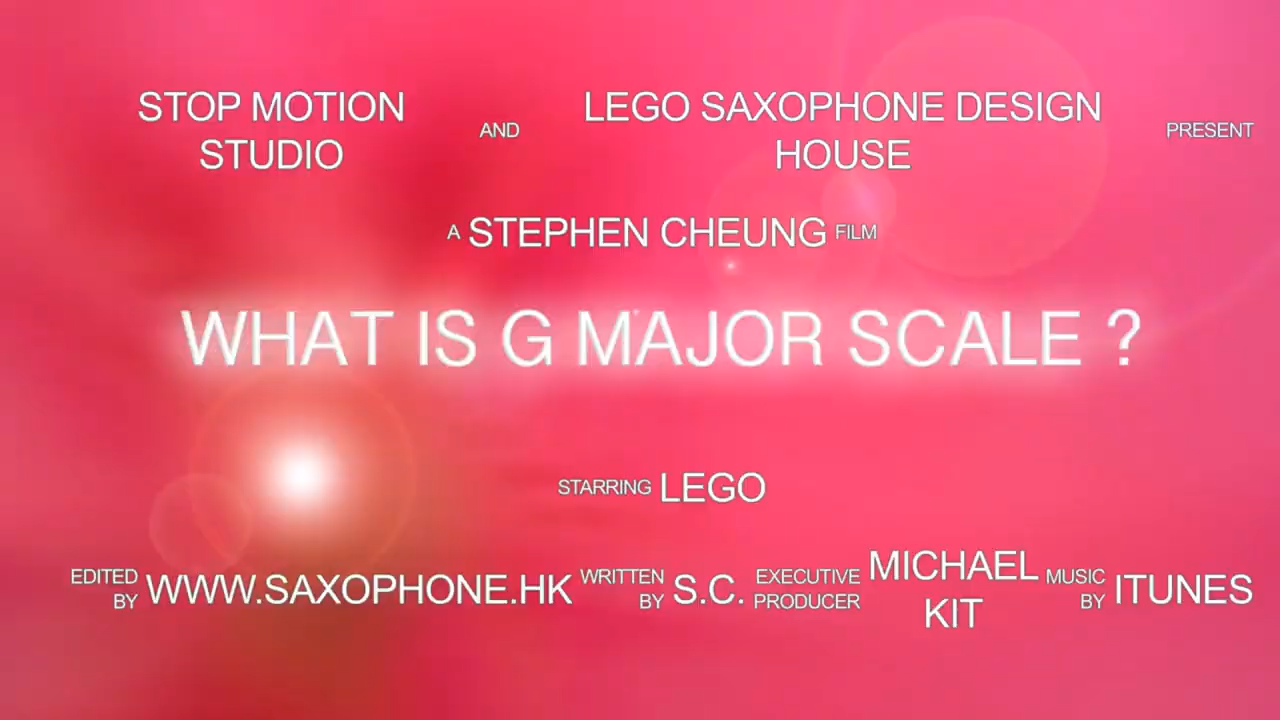 STOP MOTION
STUDIO
AND
LEGO SAXOPHONE DESIGN
HOUSE
PRESENT
A STEPHEN CHEUNG FILM
WHAT IS G MAJOR SCALE ?
STARRING LEGO
EDITED
BY
WWW.SAXOPHONE.HK
WRITTEN
BY
S.C.
EXECUTIVE
PRODUCER
MICHAEL
KIT
MUSIC
BY
ITUNES